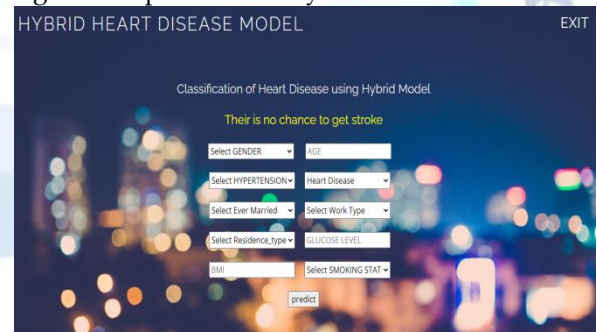 HYBRID HEART DISEASE MODEL EXIT
Classification of Heart Disease using Hybrid Model
Their is no chance to get stroke
Select GENDER AGE
Select HYPERTENSION Heart Disease
Select Ever Married Select Work Type
Select Residence_type GLUCOSE LEVEL
BMI Select SMOKING STAT
predict